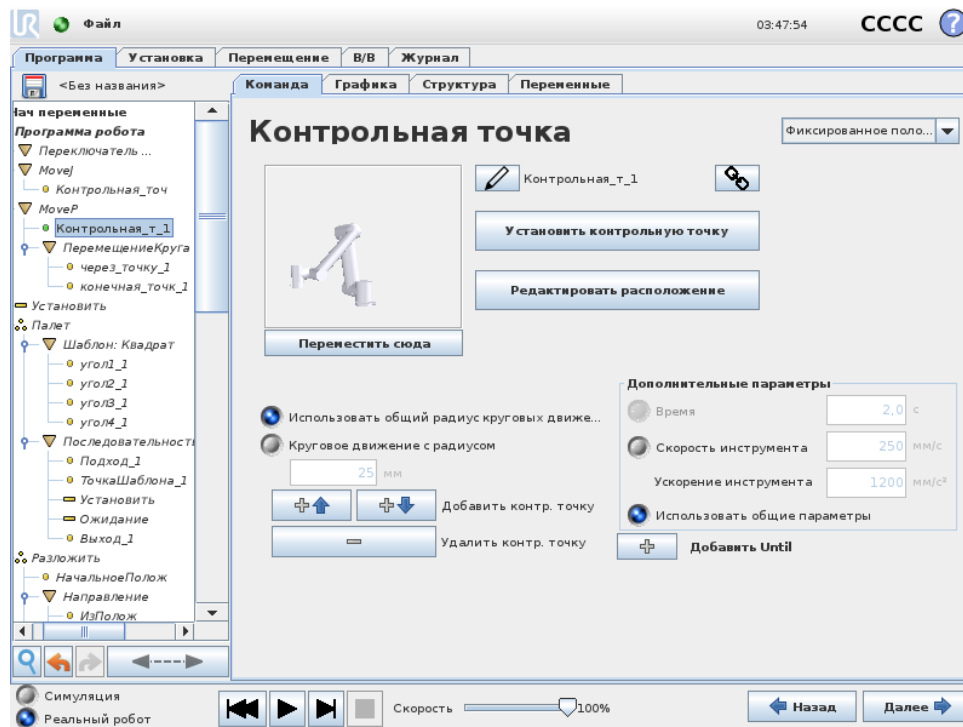 UR Файл 03:47:54 CCCC ?
Программа Установка Перемещение В/В Журнал
<Без названия> Команда Графика Структура Переменные
Нач переменные
Программа робота
Переключатель ...
MoveJ
Контрольная_точ
MoveP
Контрольная_т_1
ПеремещениеКруга
через_точку_1
конечная_точк_1
Установить
Палет
Шаблон: Квадрат
угол1_1
угол2_1
угол3_1
угол4_1
Последовательность
Подход_1
ТочкаШаблона_1
Установить
Ожидание
Выход_1
Разложить
НачальноеПолож
Направление
ИзПолож
Контрольная точка
Фиксированное поло...
Контрольная_т_1
Установить контрольную точку
Редактировать расположение
Переместить сюда
Использовать общий радиус круговых движе...
Круговое движение с радиусом
25 мм
Добавить контр. точку
Удалить контр. точку
Дополнительные параметры
Время 2,0 с
Скорость инструмента 250 мм/с
Ускорение инструмента 1200 мм/с²
Использовать общие параметры
Добавить Until
Симуляция
Реальный робот
Скорость 100%
Назад Далее